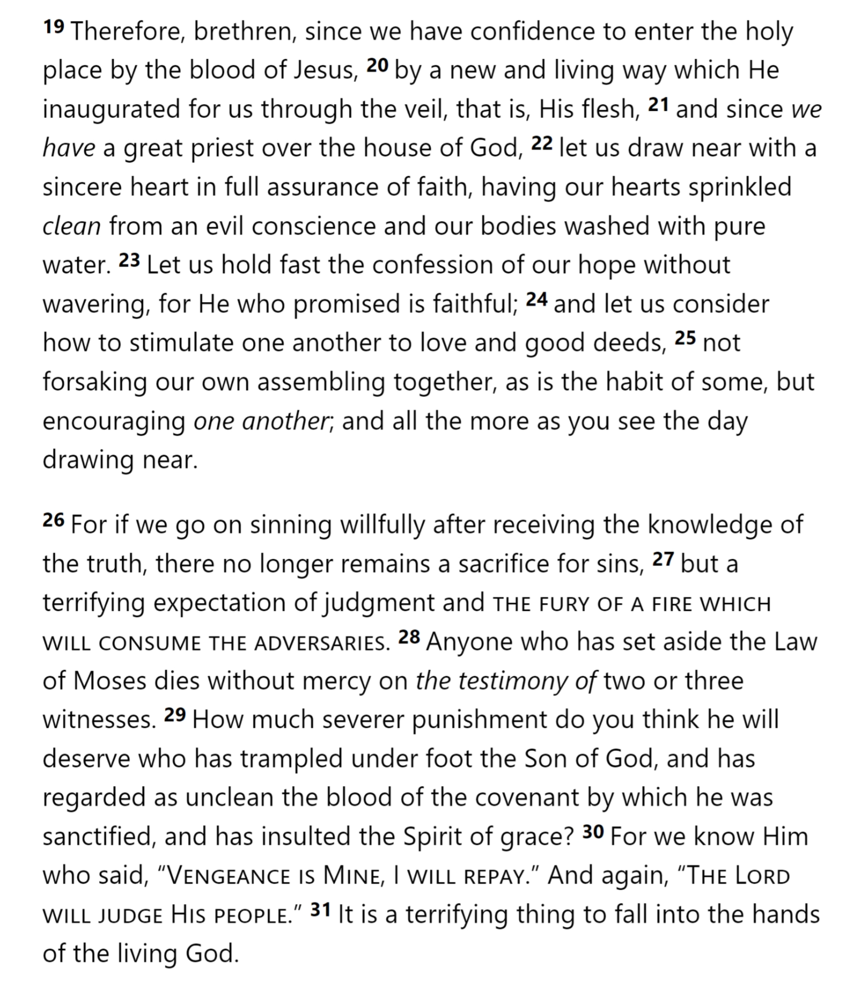 19 Therefore, brethren, since we have confidence to enter the holy
place by the blood of Jesus, 20 by a new and living way which He
inaugurated for us through the veil, that is, His flesh, 21 and since we
have a great priest over the house of God, 22 let us draw near with a
sincere heart in full assurance of faith, having our hearts sprinkled
clean from an evil conscience and our bodies washed with pure
water. 23 Let us hold fast the confession of our hope without
wavering, for He who promised is faithful; 24 and let us consider
how to stimulate one another to love and good deeds, 25 not
forsaking our own assembling together, as is the habit of some, but
encouraging one another; and all the more as you see the day
drawing near.
26 For if we go on sinning willfully after receiving the knowledge of
the truth, there no longer remains a sacrifice for sins, 27 but a
terrifying expectation of judgment and THE FURY OF A FIRE WHICH
WILL CONSUME THE ADVERSARIES. 28 Anyone who has set aside the Law
of Moses dies without mercy on the testimony of two or three
witnesses. 29 How much severer punishment do you think he will
deserve who has trampled under foot the Son of God, and has
regarded as unclean the blood of the covenant by which he was
sanctified, and has insulted the Spirit of grace? 30 For we know Him
who said, “VENGEANCE IS MINE, I WILL REPAY.” And again, “THE LORD
WILL JUDGE HIS PEOPLE.” 31 It is a terrifying thing to fall into the hands
of the living God.